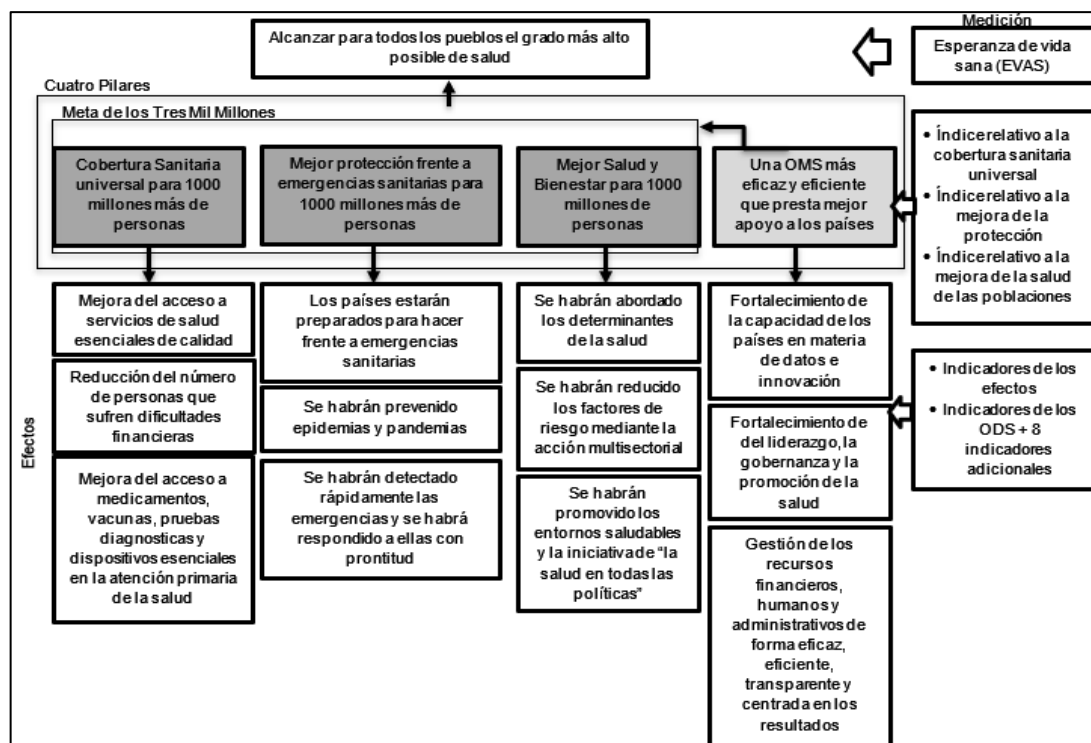 Medición
Alcanzar para todos los pueblos el grado más alto
posible de salud
Esperanza de vida
sana (EVAS)
Cuatro Pilares
Meta de los Tres Mil Millones
Cobertura Sanitaria
universal para 1000
millones más de
personas
Mejor protección frente a
emergencias sanitarias para
1000 millones más de
personas
Mejor Salud y
Bienestar para 1000
millones de
personas
Una OMS más
eficaz y eficiente
que presta mejor
apoyo a los países
• Índice relativo a la
cobertura sanitaria
universal
• Índice relativo a la
mejora de la
protección
• Índice relativo a la
mejora de la salud
de las poblaciones
Efectos
Mejora del acceso a
servicios de salud
esenciales de calidad
Reducción del número
de personas que
sufren dificultades
financieras
Mejora del acceso a
medicamentos,
vacunas, pruebas
diagnosticas y
dispositivos esenciales
en la atención primaria
de la salud
Los países estarán
preparados para hacer
frente a emergencias
sanitarias
Se habrán prevenido
epidemias y pandemias
Se habrán detectado
rápidamente las
emergencias y se habrá
respondido a ellas con
prontitud
Se habrán abordado
los determinantes
de la salud
Se habrán reducido
los factores de
riesgo mediante la
acción multisectorial
Se habrán
promovido los
entornos saludables
y la iniciativa de “la
salud en todas las
políticas”
Fortalecimiento de
la capacidad de los
países en materia
de datos e
innovación
Fortalecimiento de
del liderazgo, la
gobernanza y la
promoción de la
salud
Gestión de los
recursos
financieros,
humanos y
administrativos de
forma eficaz,
eficiente,
transparente y
centrada en los
resultados
• Indicadores de los
efectos
• Indicadores de los
ODS + 8
indicadores
adicionales